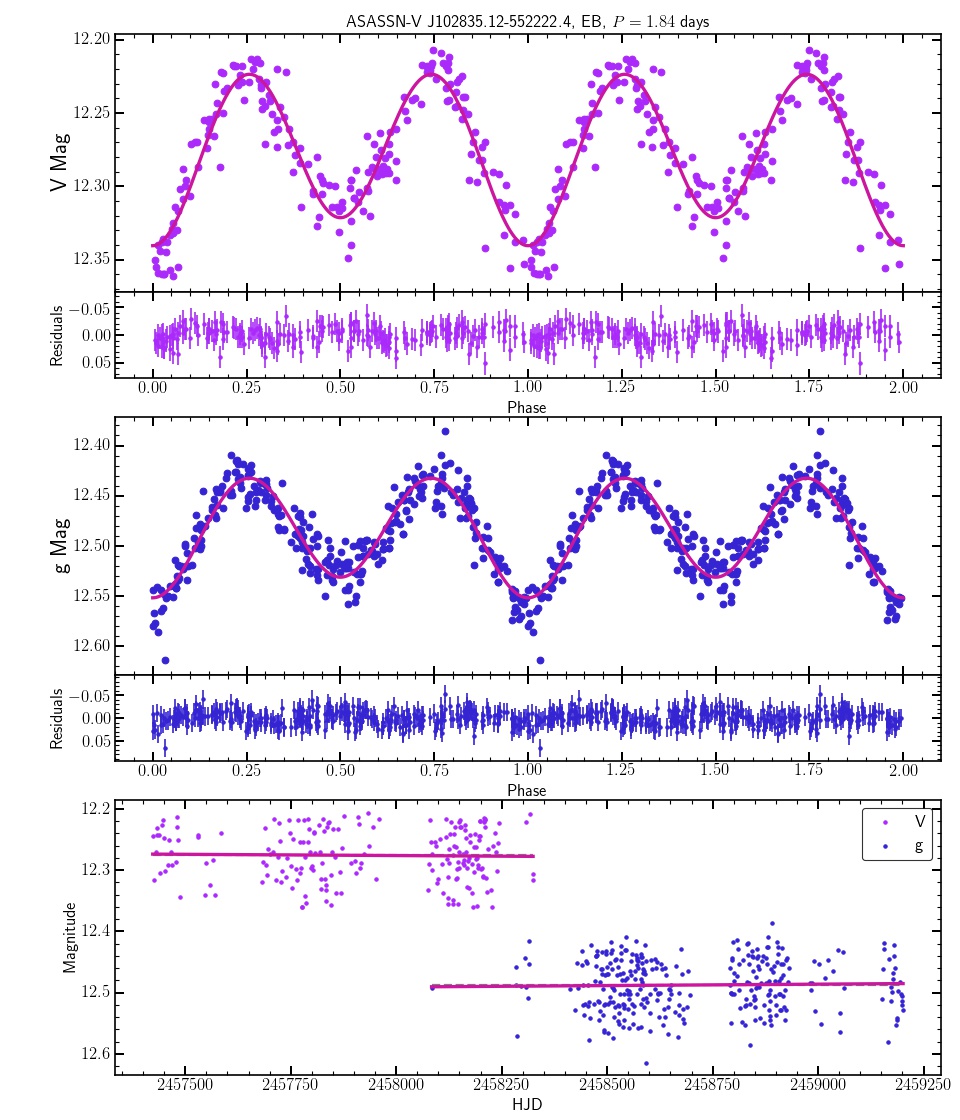 ASASSN-V J102835.12-552222.4, EB, P = 1.84 days
12.20
12.25
12.30
12.35
V Mag
−0.05
0.00
0.05
Residuals
0.00 0.25 0.50 0.75 1.00 1.25 1.50 1.75 2.00
Phase
12.40
12.45
12.50
12.55
12.60
g Mag
−0.05
0.00
0.05
Residuals
0.00 0.25 0.50 0.75 1.00 1.25 1.50 1.75 2.00
Phase
12.2
12.3
12.4
12.5
12.6
Magnitude
V
g
2457500 2457750 2458000 2458250 2458500 2458750 2459000 2459250
HJD